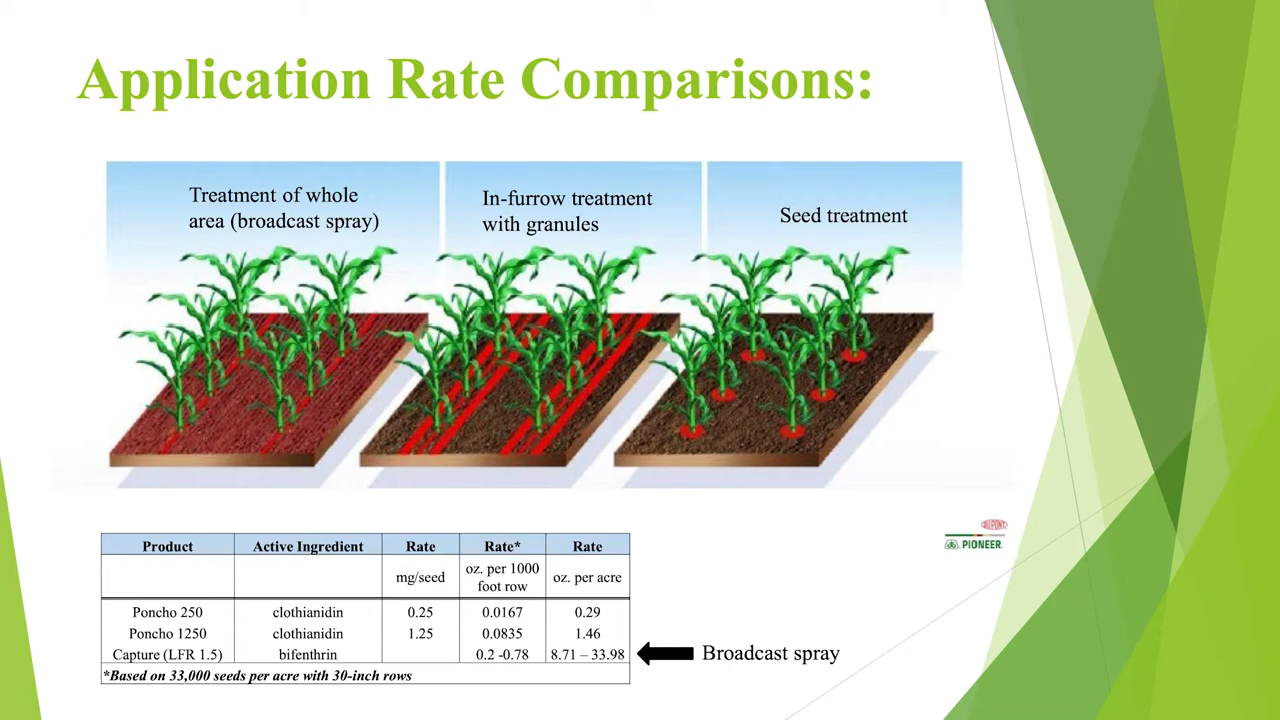 Application Rate Comparisons:
Treatment of whole
area (broadcast spray)
In-furrow treatment
with granules
Seed treatment
DU PONT
PIONEER
Product Active Ingredient Rate Rate* Rate
mg/seed oz. per 1000 foot row oz. per acre
Poncho 250 clothianidin 0.25 0.0167 0.29
Poncho 1250 clothianidin 1.25 0.0835 1.46
Capture (LFR 1.5) bifenthrin 0.2 -0.78 8.71 – 33.98
*Based on 33,000 seeds per acre with 30-inch rows
Broadcast spray